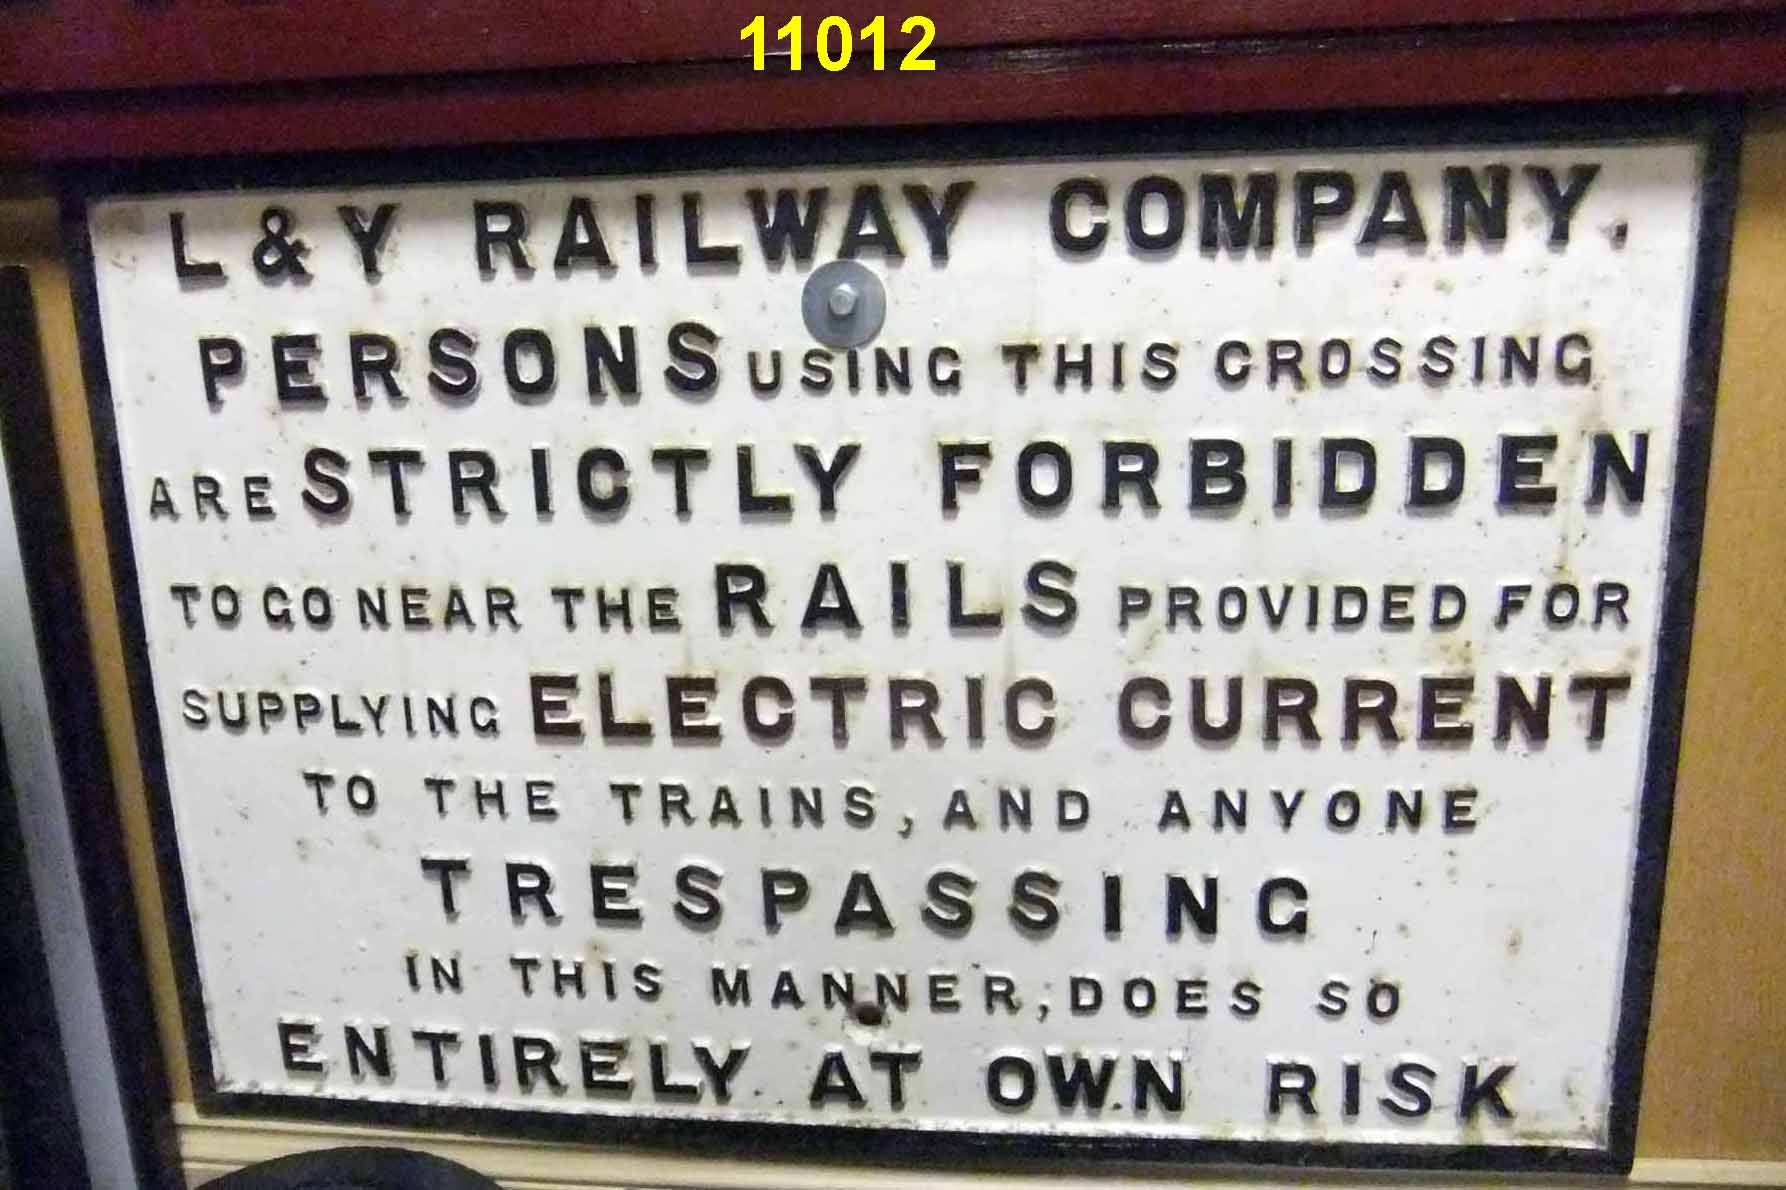 11012
L&Y RAILWAY COMPANY.
PERSONS USING THIS CROSSING
ARE STRICTLY FORBIDDEN
TO GO NEAR THE RAILS PROVIDED FOR
SUPPLYING ELECTRIC CURRENT
TO THE TRAINS, AND ANYONE
TRESPASSING
IN THIS MANNER, DOES SO
ENTIRELY AT OWN RISK